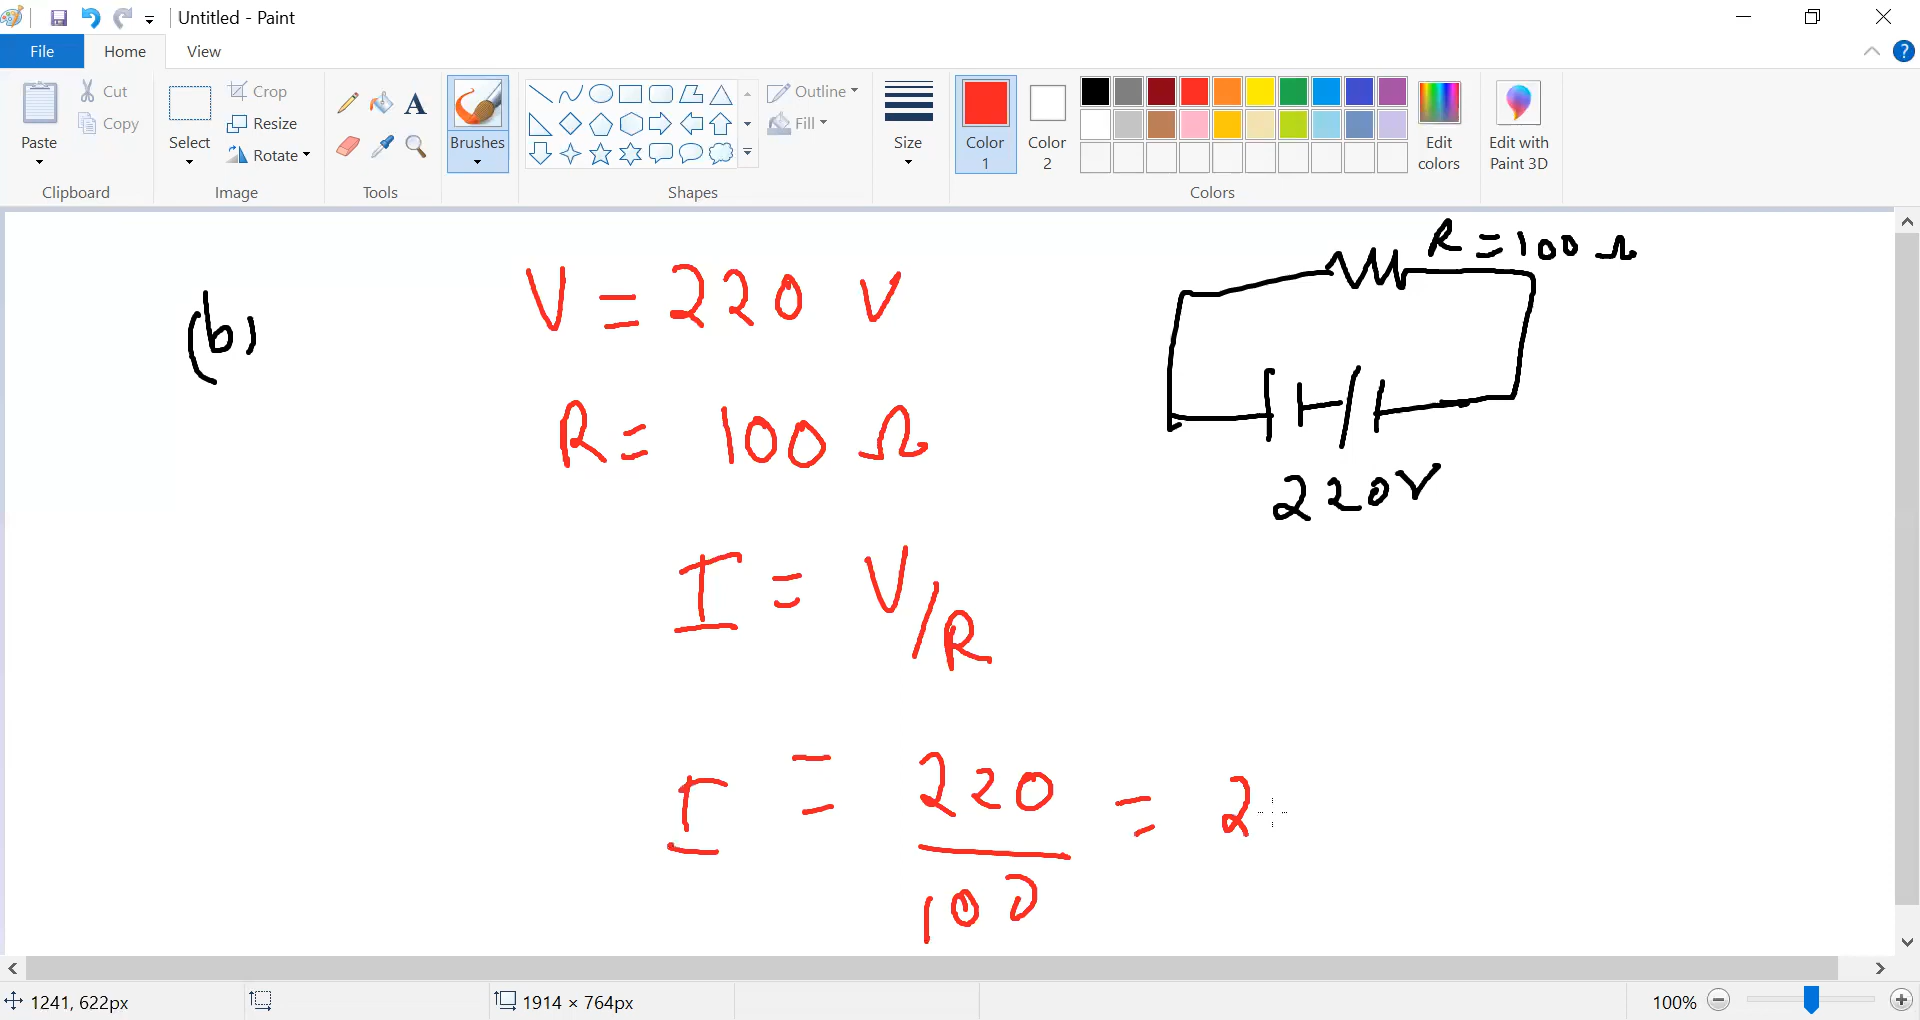 Untitled - Paint
File Home View
Paste Cut Copy Clipboard
Select Crop Resize Rotate Image
Tools
Brushes
Outline Fill Shapes
Size
Color 1
Color 2
Edit colors
Colors
Edit with Paint 3D
(b)
V = 220 V
R = 100 Ω
I = V/R
I = 220/100 = 2
R = 100 Ω
220V
1241, 622px
1914 × 764px
100%